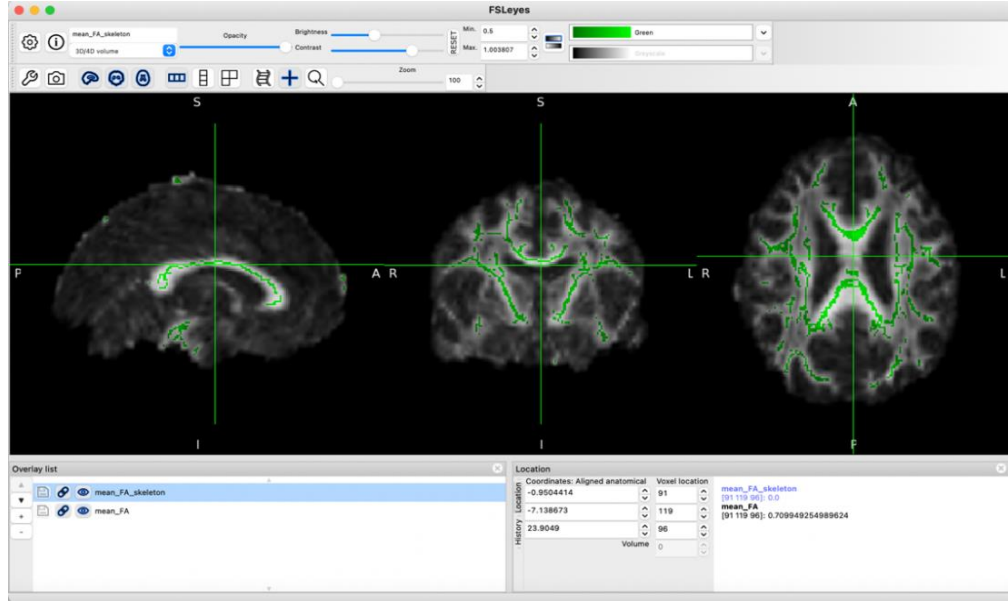 FSLeyes
mean_FA_skeleton
3D/4D volume
Opacity
Brightness
Contrast
RESET
Min. 0.5
Max. 1.003807
Green
Greyscale
Zoom
100
S
P A
I
S
R L
I
A
R L
P
Overlay list
mean_FA_skeleton
mean_FA
+
-
Location
Location
History
Coordinates: Aligned anatomical Voxel location
-0.9504414 91
-7.138673 119
23.9049 96
Volume 0
mean_FA_skeleton
[91 119 96]: 0.0
mean_FA
[91 119 96]: 0.709949254989624